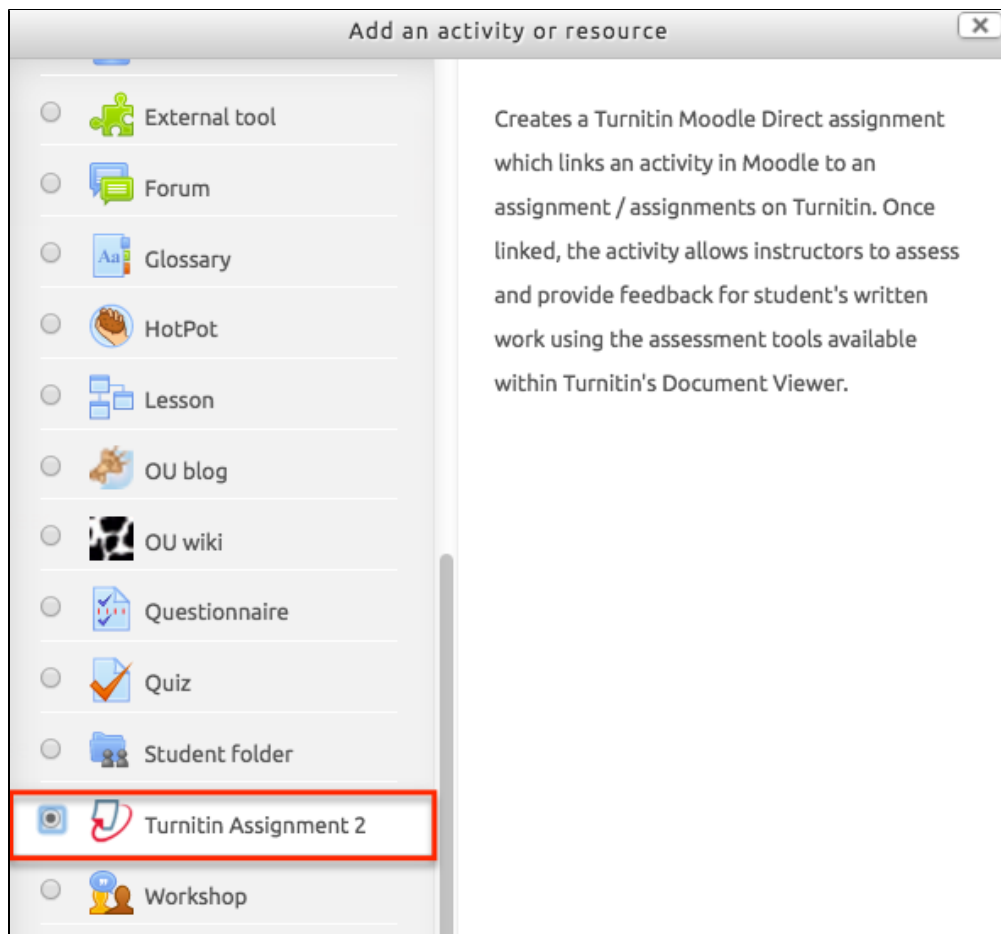 Add an activity or resource
External tool
Forum
Aa
Glossary
HotPot
Lesson
OU blog
OU wiki
Questionnaire
Quiz
Student folder
Turnitin Assignment 2
Workshop
Creates a Turnitin Moodle Direct assignment
which links an activity in Moodle to an
assignment / assignments on Turnitin. Once
linked, the activity allows instructors to assess
and provide feedback for student's written
work using the assessment tools available
within Turnitin's Document Viewer.